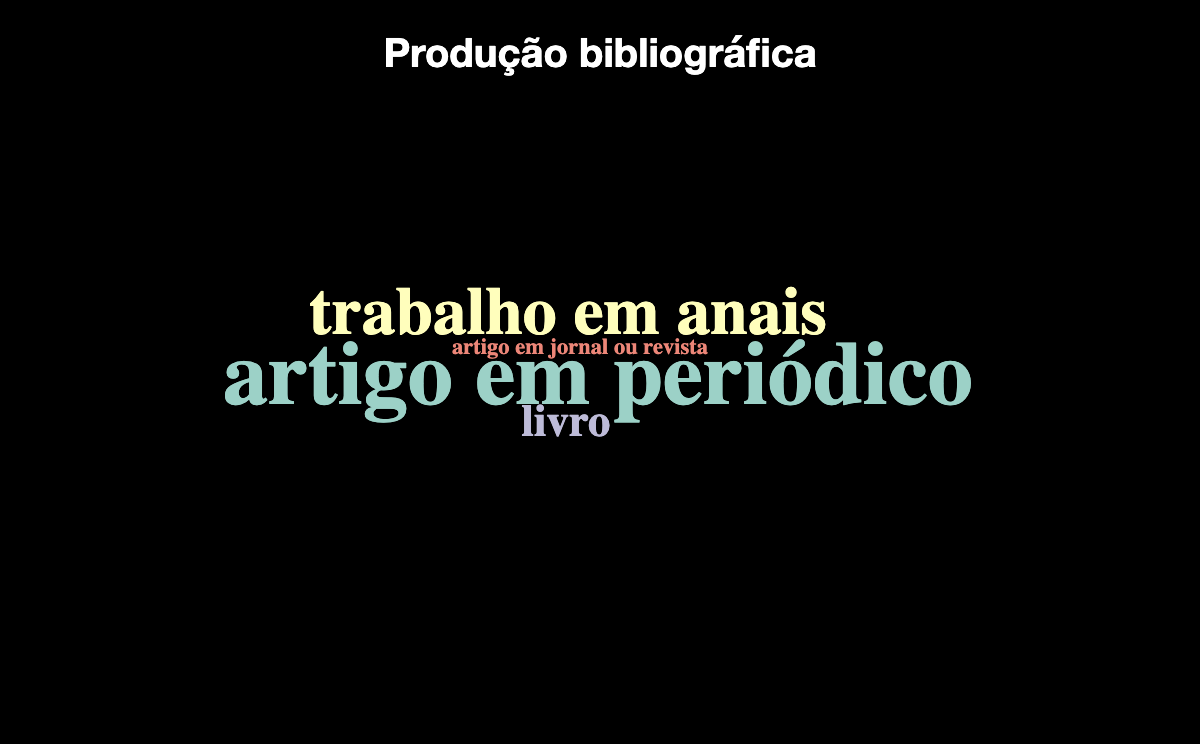 Produção bibliográfica
trabalho em anais
artigo em jornal ou revista
artigo em periódico
livro